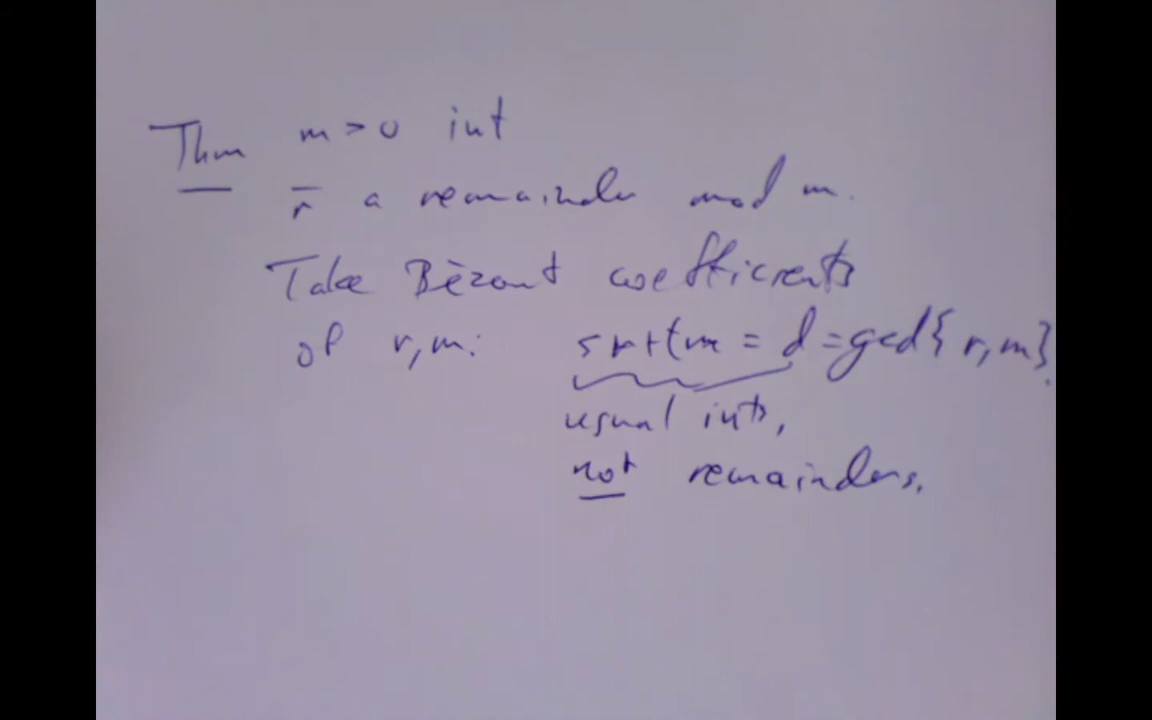 Thm m > 0 int
r̅ a remainder mod m.
Take Bézout coefficients
of r, m: sr + tm = d = gcd{r, m}.
usual ints,
not remainders.